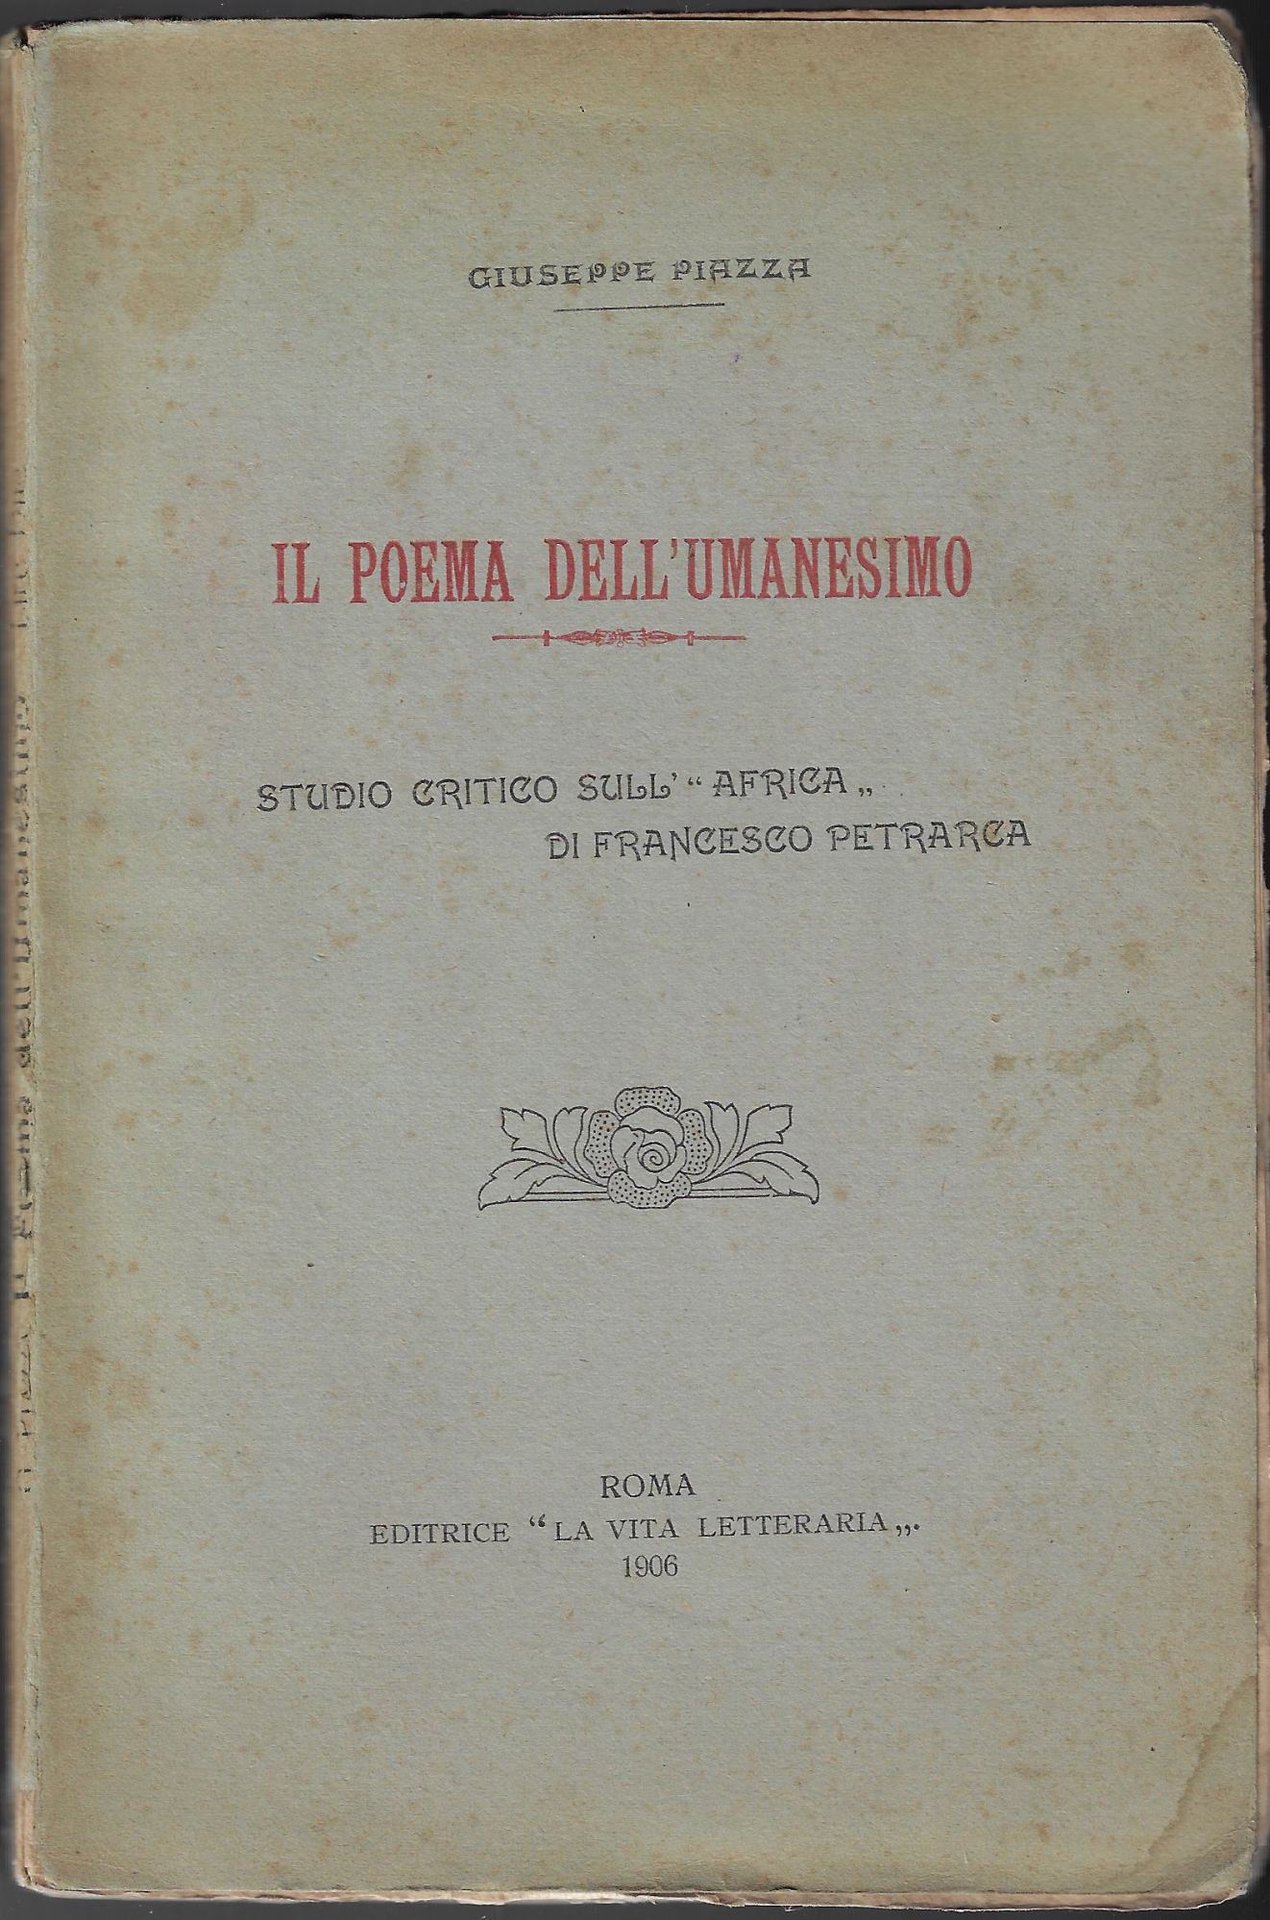 GIUSEPPE PIAZZA
IL POEMA DELL'UMANESIMO
STUDIO CRITICO SULL' “ AFRICA „
DI FRANCESCO PETRARCA
ROMA
EDITRICE “ LA VITA LETTERARIA „.
1906